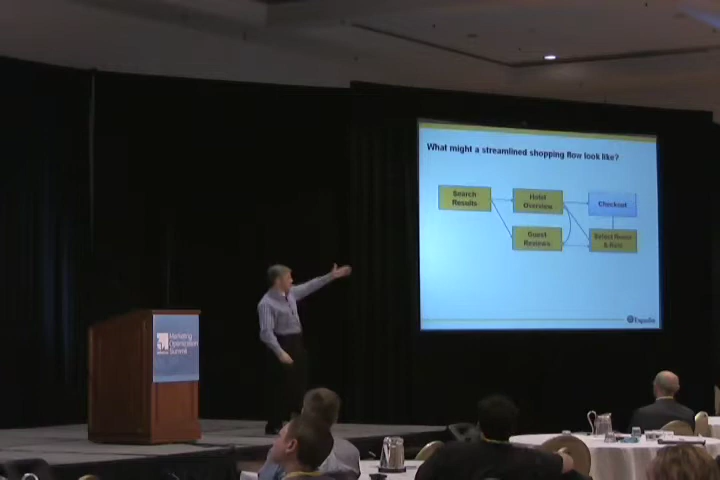 What might a streamlined shopping flow look like?
Search
Results
Hotel
Overview
Checkout
Guest
Reviews
Select Room
& Rate
Expedia
Marketing
Optimization
Summit